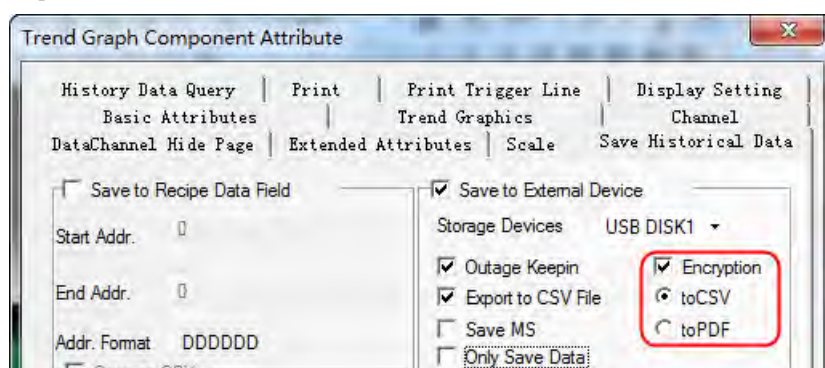 Trend Graph Component Attribute
History Data Query | Print | Print Trigger Line | Display Setting
Basic Attributes | Trend Graphics | Channel
DataChannel Hide Page | Extended Attributes | Scale Save Historical Data
Save to Recipe Data Field
Start Addr. 0
End Addr. 0
Addr. Format DDDDDD
Save to External Device
Storage Devices USB DISK1
Outage Keepin Encryption
Export to CSV File toCSV
Save MS toPDF
Only Save Data